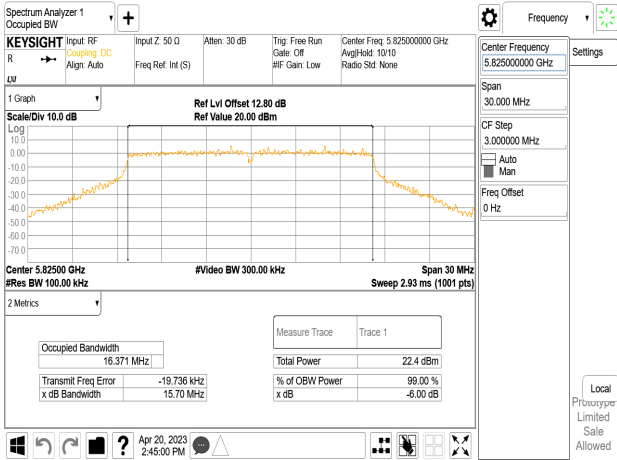 Spectrum Analyzer 1
Occupied BW
Frequency
Settings
KEYSIGHT
R
LXI
Input: RF
Coupling: DC
Align: Auto
Input Z: 50 Ω
Freq Ref: Int (S)
Atten: 30 dB
Trig: Free Run
Gate: Off
#IF Gain: Low
Center Freq: 5.825000000 GHz
Avg|Hold: 10/10
Radio Std: None
1 Graph
Ref Lvl Offset 12.80 dB
Scale/Div 10.0 dB
Ref Value 20.00 dBm
Log
10.0
0.00
-10.0
-20.0
-30.0
-40.0
-50.0
-60.0
-70.0
Center 5.82500 GHz
#Video BW 300.00 kHz
Span 30 MHz
#Res BW 100.00 kHz
Sweep 2.93 ms (1001 pts)
2 Metrics
Measure Trace
Trace 1
Occupied Bandwidth
16.371 MHz
Total Power
22.4 dBm
Transmit Freq Error
-19.736 kHz
% of OBW Power
99.00 %
x dB Bandwidth
15.70 MHz
x dB
-6.00 dB
Center Frequency
5.825000000 GHz
Span
30.000 MHz
CF Step
3.000000 MHz
Auto
Man
Freq Offset
0 Hz
Local
Prototype
Limited
Sale
Allowed
?
Apr 20, 2023
2:45:00 PM